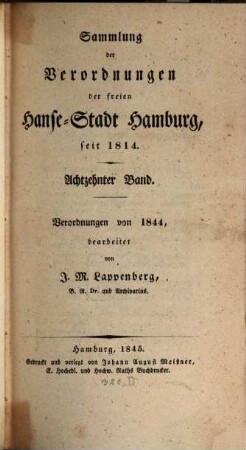 Sammlung
der
Verordnungen
der freien
Hanse-Stadt Hamburg,
seit 1814.
Achtzehnter Band.
Verordnungen von 1844,
bearbeitet
von
J. M. Lappenberg,
B. R. Dr. und Archivarius.
Hamburg, 1845.
Gedruckt und verlegt von Johann August Meißner,
E. Hochedl. und Hochw. Raths Buchdrucker.